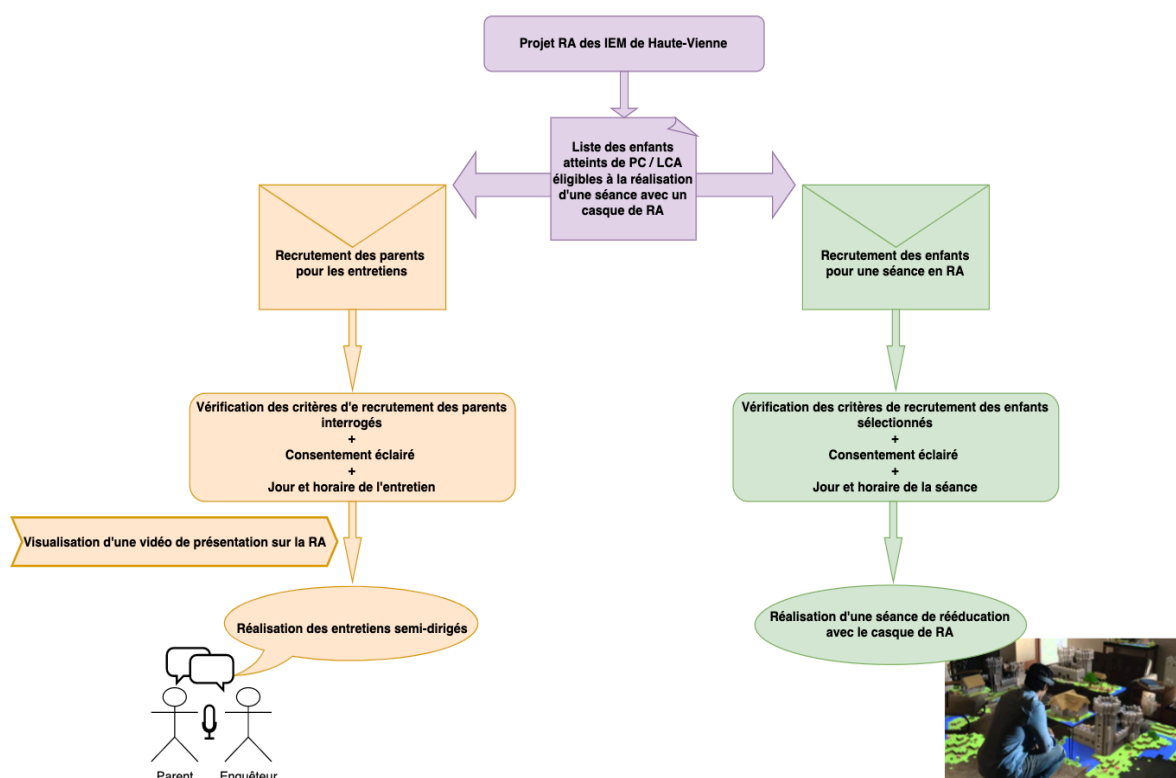 Projet RA des IEM de Haute-Vienne
Liste des enfants
atteints de PC / LCA
éligibles à la réalisation
d'une séance avec un
casque de RA
Recrutement des parents
pour les entretiens
Recrutement des enfants
pour une séance en RA
Vérification des critères d'e recrutement des parents
interrogés
+
Consentement éclairé
+
Jour et horaire de l'entretien
Vérification des critères de recrutement des enfants
sélectionnés
+
Consentement éclairé
+
Jour et horaire de la séance
Visualisation d'une vidéo de présentation sur la RA
Réalisation des entretiens semi-dirigés
Réalisation d'une séance de rééducation
avec le casque de RA
Parent
Enquêteur